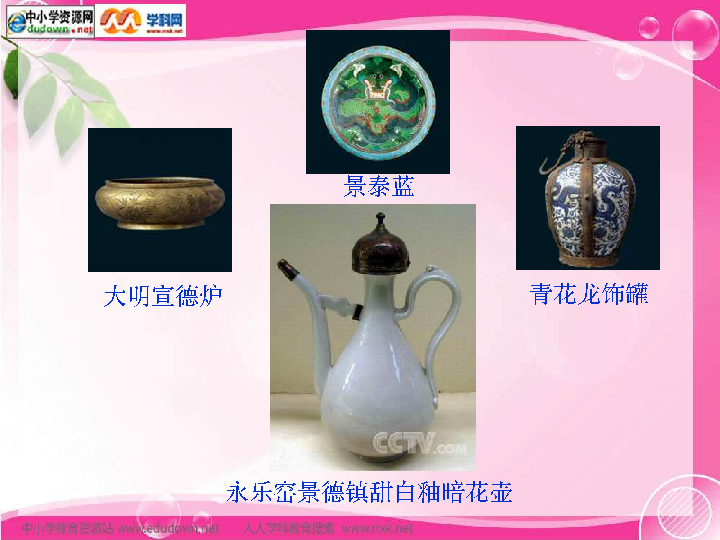 中小学资源网
dudown.net
学科网
www.nxk.net
景泰蓝
大明宣德炉
青花龙饰罐
CCTV.COM
永乐窑景德镇甜白釉暗花壶
中小学教育资源站 www.edudown.net 人人学科教育搜索 www.nxk.net